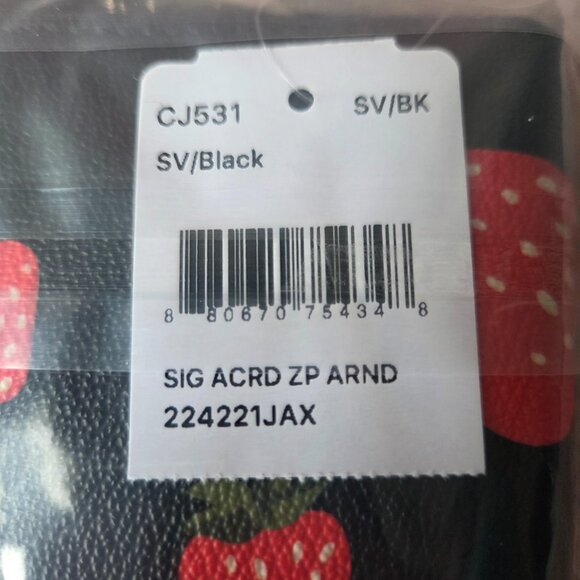 CJ531 SV/BK
SV/Black
8 80670 75434 8
SIG ACRD ZP ARND
224221JAX